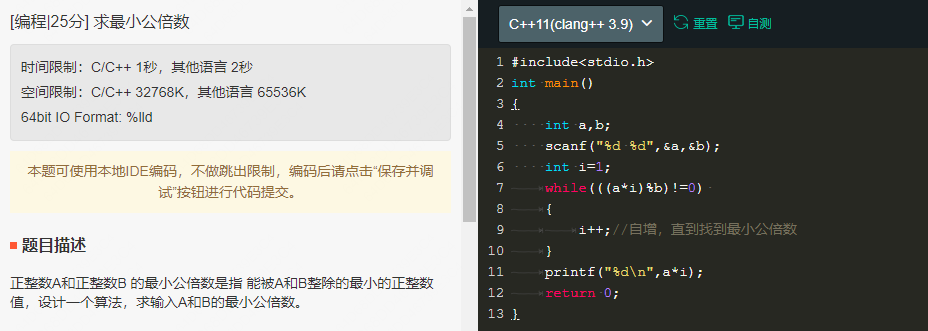 [编程|25分] 求最小公倍数
时间限制：C/C++ 1秒，其他语言 2秒
空间限制：C/C++ 32768K，其他语言 65536K
64bit IO Format: %lld
本题可使用本地IDE编码，不做跳出限制，编码后请点击“保存并调
试”按钮进行代码提交。
题目描述
正整数A和正整数B 的最小公倍数是指 能被A和B整除的最小的正整数
值，设计一个算法，求输入A和B的最小公倍数。
C++11(clang++ 3.9) 重置 自测
1 #include<stdio.h>
2 int main()
3 {
4 int a,b;
5 scanf("%d %d",&a,&b);
6 int i=1;
7 while(((a*i)%b)!=0)
8 {
9 i++;//自增，直到找到最小公倍数
10 }
11 printf("%d\n",a*i);
12 return 0;
13 }